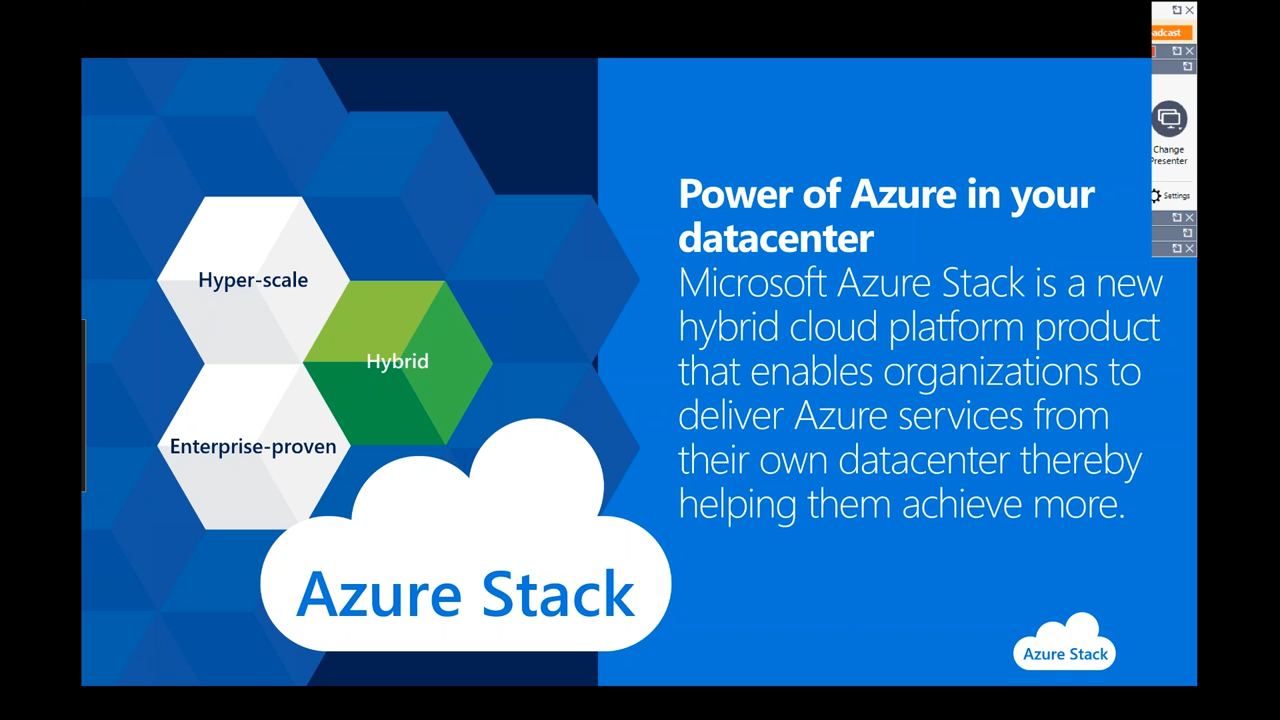 Hyper-scale
Hybrid
Enterprise-proven
Azure Stack
Power of Azure in your
datacenter
Microsoft Azure Stack is a new
hybrid cloud platform product
that enables organizations to
deliver Azure services from
their own datacenter thereby
helping them achieve more.
Azure Stack
adcast
Change
Presenter
Settings